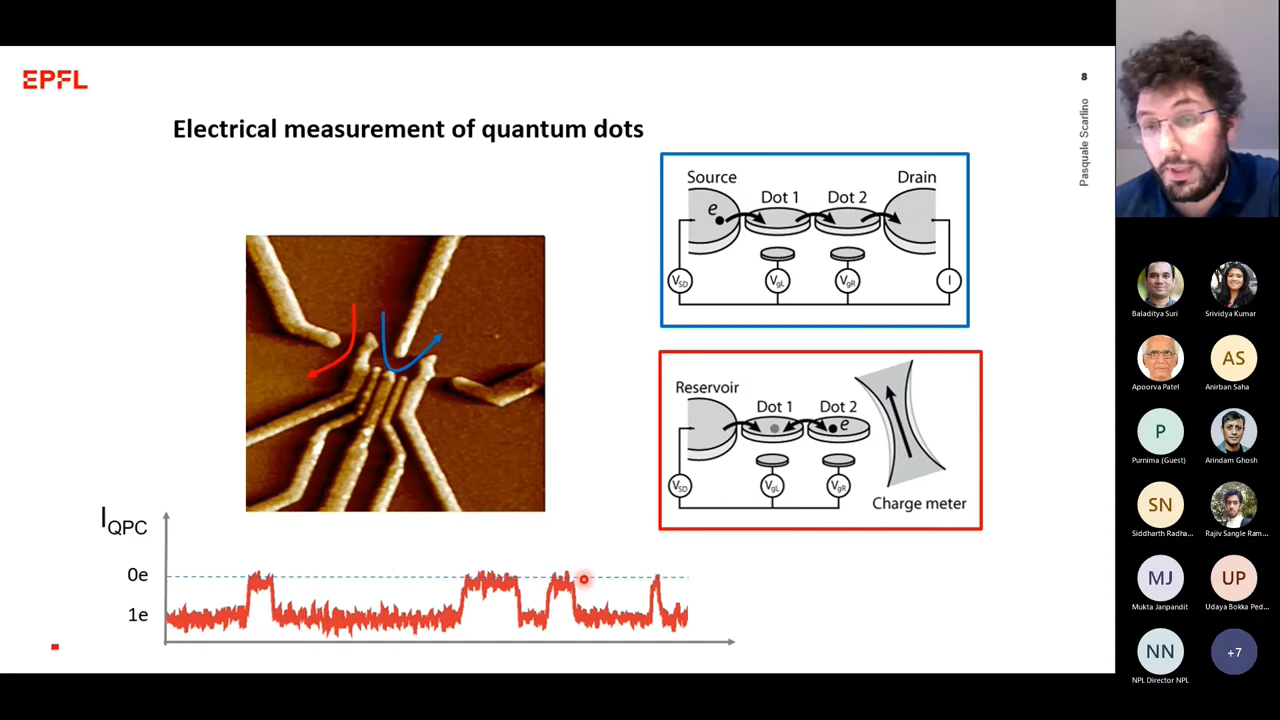 EPFL
8
Pasquale Scarlino
Electrical measurement of quantum dots
Source
Drain
Dot 1
Dot 2
e
VSD
VgL
VgR
I
Reservoir
Dot 1
Dot 2
e
VSD
VgL
VgR
Charge meter
IQPC
0e
1e
Baladitya Suri
Srividya Kumar
AS
Apoorva Patel
Anirban Saha
P
Purnima (Guest)
Arindam Ghosh
SN
Siddharth Radha...
Rajiv Sangle Ram...
MJ
UP
Mukta Janpandit
Udaya Bokka Ped...
NN
+7
NPL Director NPL